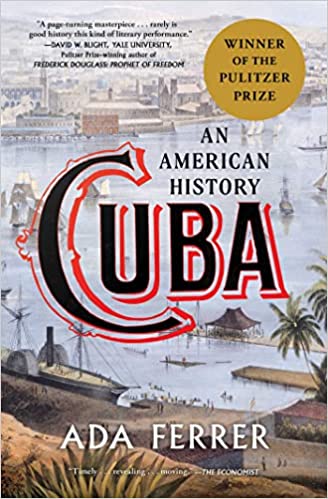 "A page-turning masterpiece . . . rarely is
good history this kind of literary performance."
—DAVID W. BLIGHT, YALE UNIVERSITY,
Pulitzer Prize–winning author of
FREDERICK DOUGLASS: PROPHET OF FREEDOM
WINNER
OF THE
PULITZER
PRIZE
AN
AMERICAN
HISTORY
CUBA
ADA FERRER
"Timely . . . revealing . . . moving." —THE ECONOMIST